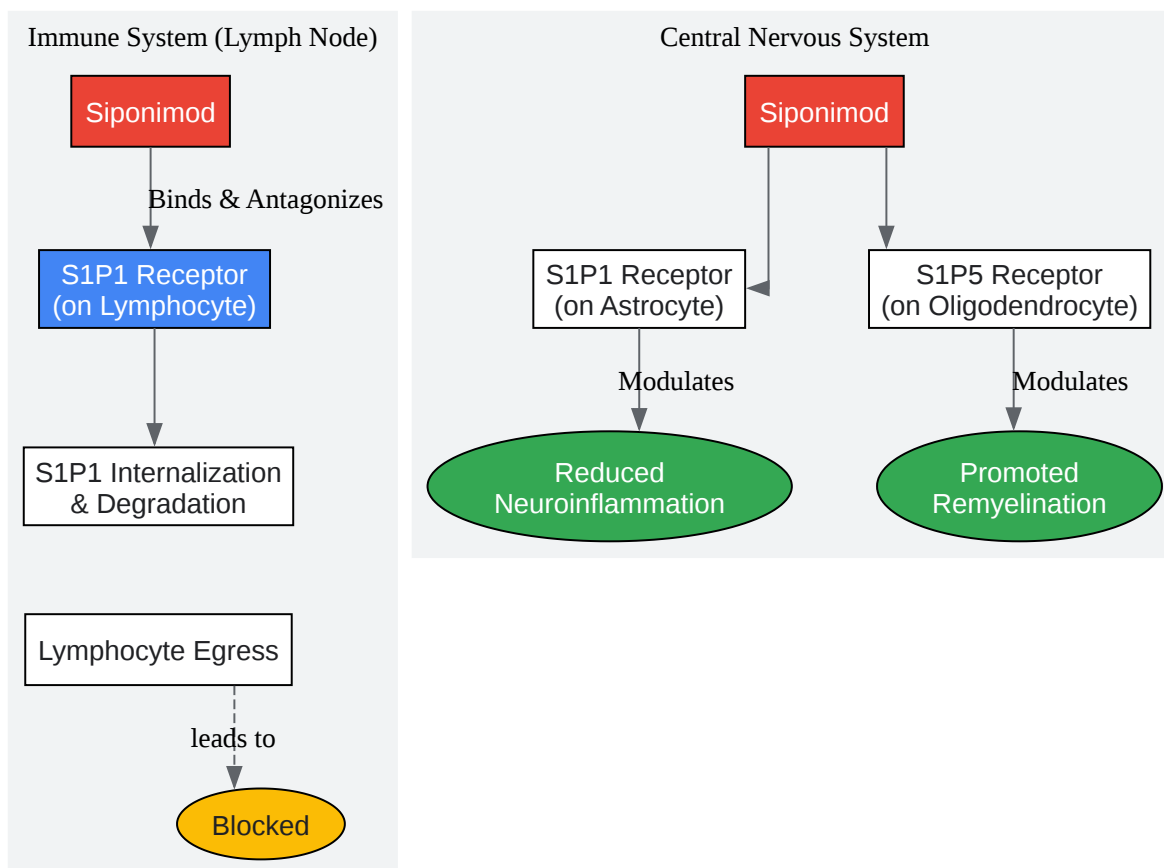 Immune System (Lymph Node)
Siponimod
Binds & Antagonizes
S1P1 Receptor
(on Lymphocyte)
S1P1 Internalization
& Degradation
Lymphocyte Egress
leads to
Blocked
Central Nervous System
Siponimod
S1P1 Receptor
(on Astrocyte)
S1P5 Receptor
(on Oligodendrocyte)
Modulates
Modulates
Reduced
Neuroinflammation
Promoted
Remyelination